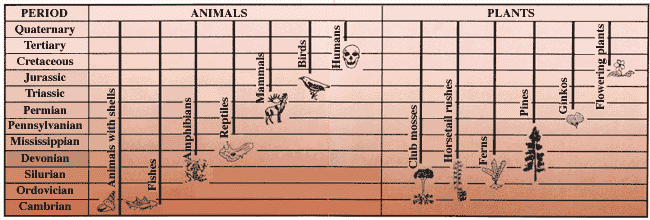 PERIOD ANIMALS PLANTS
Quaternary
Tertiary
Cretaceous
Jurassic
Triassic
Permian
Pennsylvanian
Mississippian
Devonian
Silurian
Ordovician
Cambrian
Animals with shells
Fishes
Amphibians
Reptiles
Mammals
Birds
Humans
Club mosses
Horsetail rushes
Ferns
Pines
Ginkos
Flowering plants